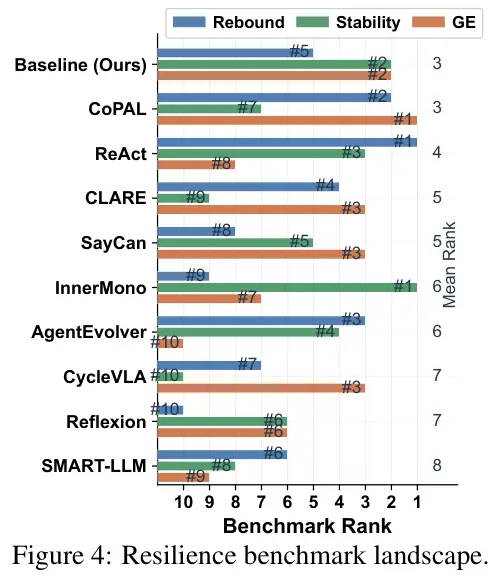 Rebound Stability GE
Baseline (Ours) #5 #2 #2 3
CoPAL #2 #7 #1 3
ReAct #1 #3 #8 4
CLARE #4 #9 #3 5
SayCan #8 #5 #3 5
InnerMono #9 #1 #7 6
AgentEvolver #3 #4 #10 6
CycleVLA #7 #10 #3 7
Reflexion #10 #6 #6 7
SMART-LLM #6 #8 #9 8
Mean Rank
10 9 8 7 6 5 4 3 2 1
Benchmark Rank
Figure 4: Resilience benchmark landscape.